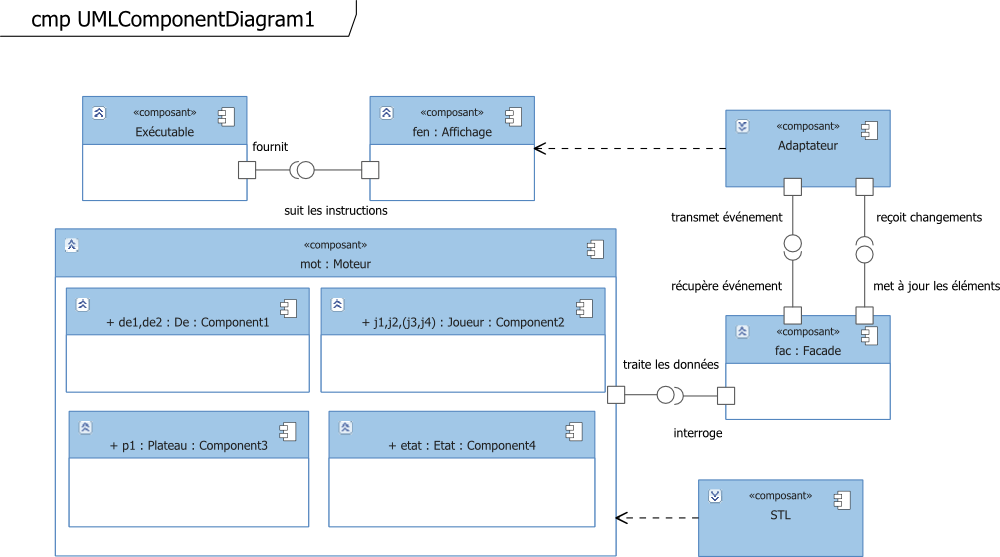 cmp UMLComponentDiagram1
«composant»
Exécutable
fournit
suit les instructions
«composant»
fen : Affichage
«composant»
Adaptateur
transmet événement
reçoit changements
récupère événement
met à jour les éléments
«composant»
mot : Moteur
+ de1,de2 : De : Component1
+ j1,j2,(j3,j4) : Joueur : Component2
+ p1 : Plateau : Component3
+ etat : Etat : Component4
traite les données
interroge
«composant»
fac : Facade
«composant»
STL